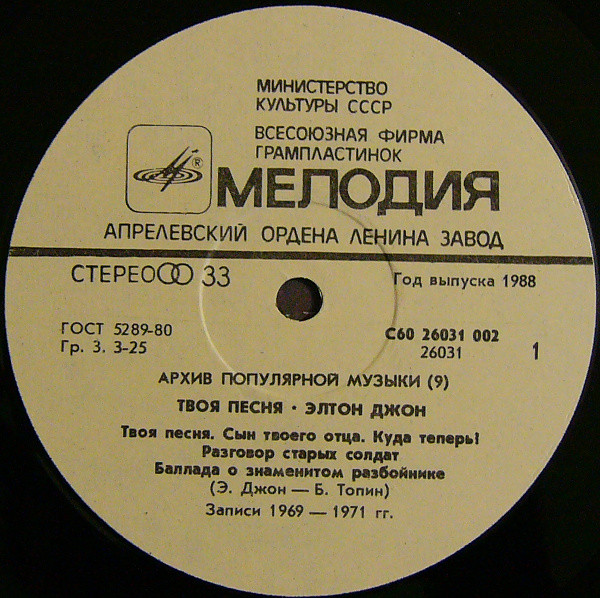 МИНИСТЕРСТВО
КУЛЬТУРЫ СССР
ВСЕСОЮЗНАЯ ФИРМА
ГРАМПЛАСТИНОК
®
МЕЛОДИЯ
АПРЕЛЕВСКИЙ ОРДЕНА ЛЕНИНА ЗАВОД
СТЕРЕО 33
Год выпуска 1988
ГОСТ 5289-80
Гр. 3. 3-25
С60 26031 002
26031
1
АРХИВ ПОПУЛЯРНОЙ МУЗЫКИ (9)
ТВОЯ ПЕСНЯ · ЭЛТОН ДЖОН
Твоя песня. Сын твоего отца. Куда теперь!
Разговор старых солдат
Баллада о знаменитом разбойнике
(Э. Джон — Б. Топин)
Записи 1969 — 1971 гг.